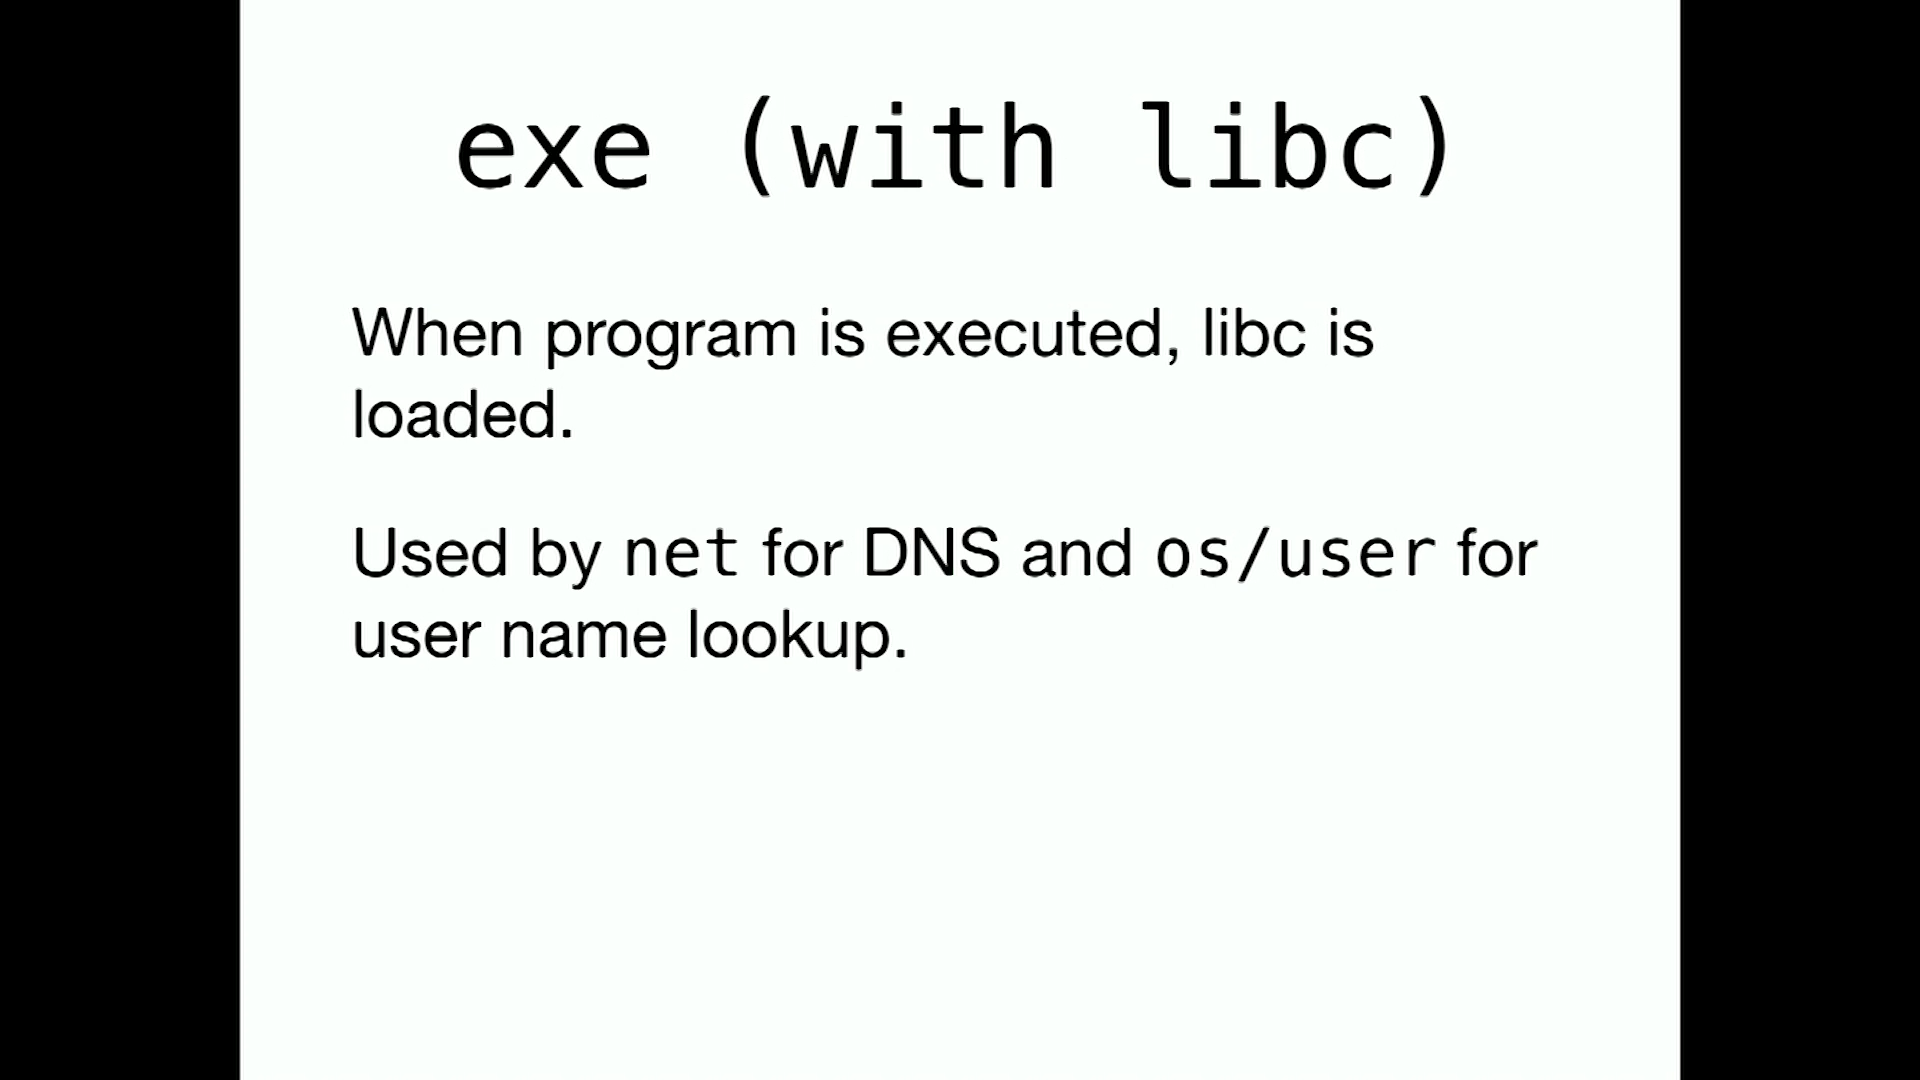 exe (with libc)
When program is executed, libc is
loaded.
Used by net for DNS and os/user for
user name lookup.